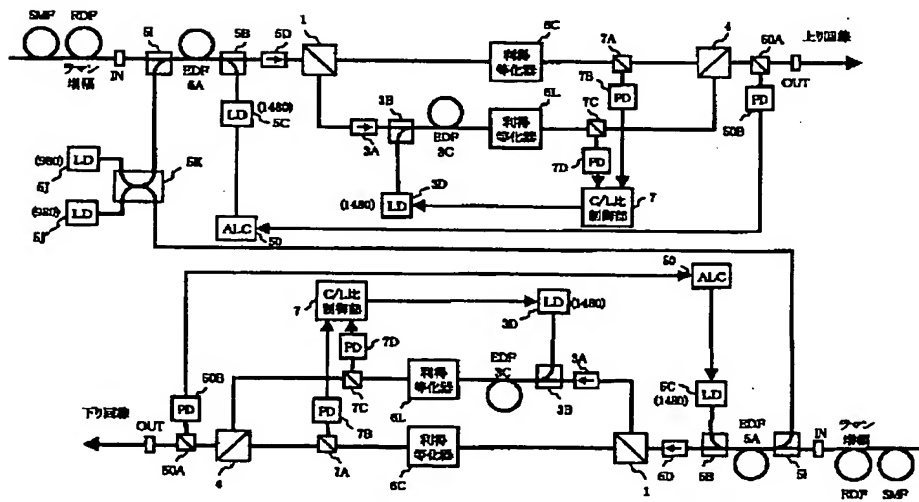 SMF RDF
5I
5B
5D
1
6C
7A
4
50A
上り回線
ラマン
増幅
IN
EDF
5A
利得
等化器
7B
PD
OUT
LD
(1480)
5C
3B
6L
7C
PD
50B
3A
EDF
3C
利得
等化器
7D
PD
(980)
LD
5J
5K
3D
(1480)
LD
C/L比
制御部
7
(980)
LD
5J
ALC
50
50
ALC
C/L比
制御部
7
LD
(1480)
3D
7D
PD
50B
PD
EDF
3C
3A
5C
(1480)
LD
利得
等化器
6L
7C
3B
下り回線
OUT
PD
7B
利得
等化器
EDF
5A
IN
ラマン
増幅
50A
4
7A
6C
1
5D
5B
5I
RDF SMF